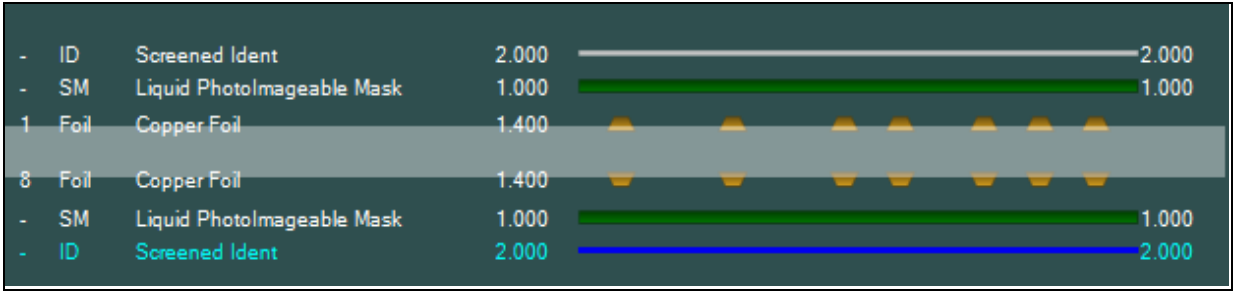 - ID Screened Ident 2.000 2.000
- SM Liquid PhotoImageable Mask 1.000 1.000
1 Foil Copper Foil 1.400
8 Foil Copper Foil 1.400
- SM Liquid PhotoImageable Mask 1.000 1.000
- ID Screened Ident 2.000 2.000